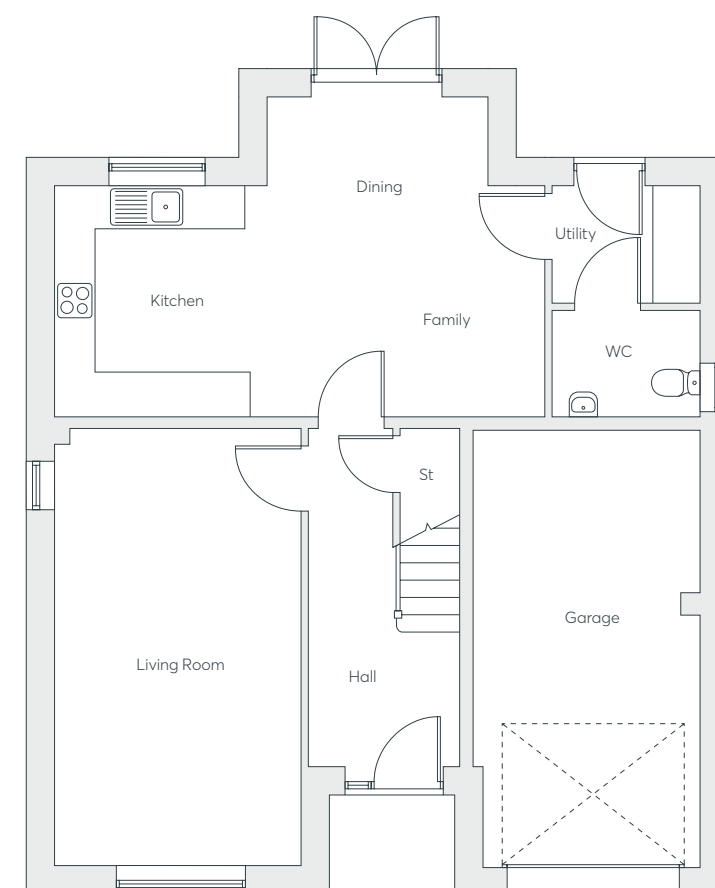 Dining
Utility
Kitchen
Family
WC
St
Garage
Living Room
Hall